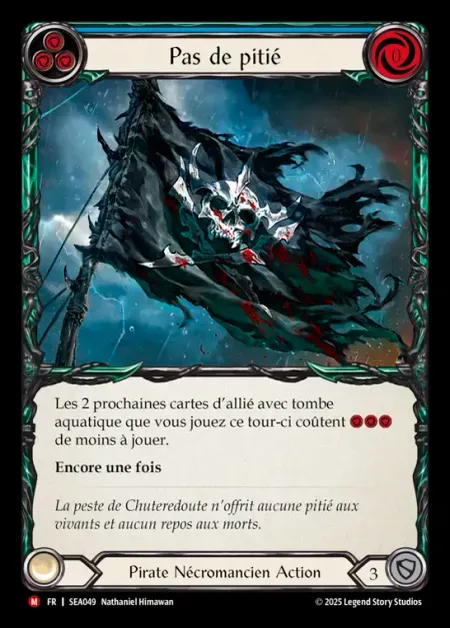 Pas de pitié
0
Les 2 prochaines cartes d’allié avec tombe
aquatique que vous jouez ce tour-ci coûtent
de moins à jouer.
Encore une fois
La peste de Chuteredoute n’offrit aucune pitié aux
vivants et aucun repos aux morts.
Pirate Nécromancien Action
3
M FR | SEA049 Nathaniel Himawan
© 2025 Legend Story Studios